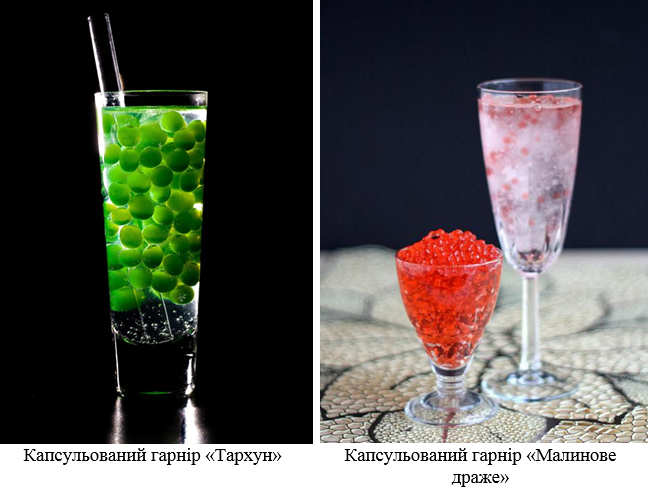 Капсульований гарнір «Тархун»
Капсульований гарнір «Малинове
драже»